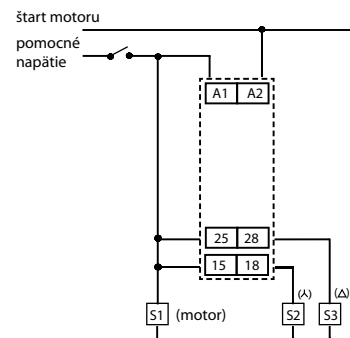 štart motoru
pomocné
napätie
A1 A2
25 28
15 18
(⅄) (Δ)
S1 (motor) S2 S3